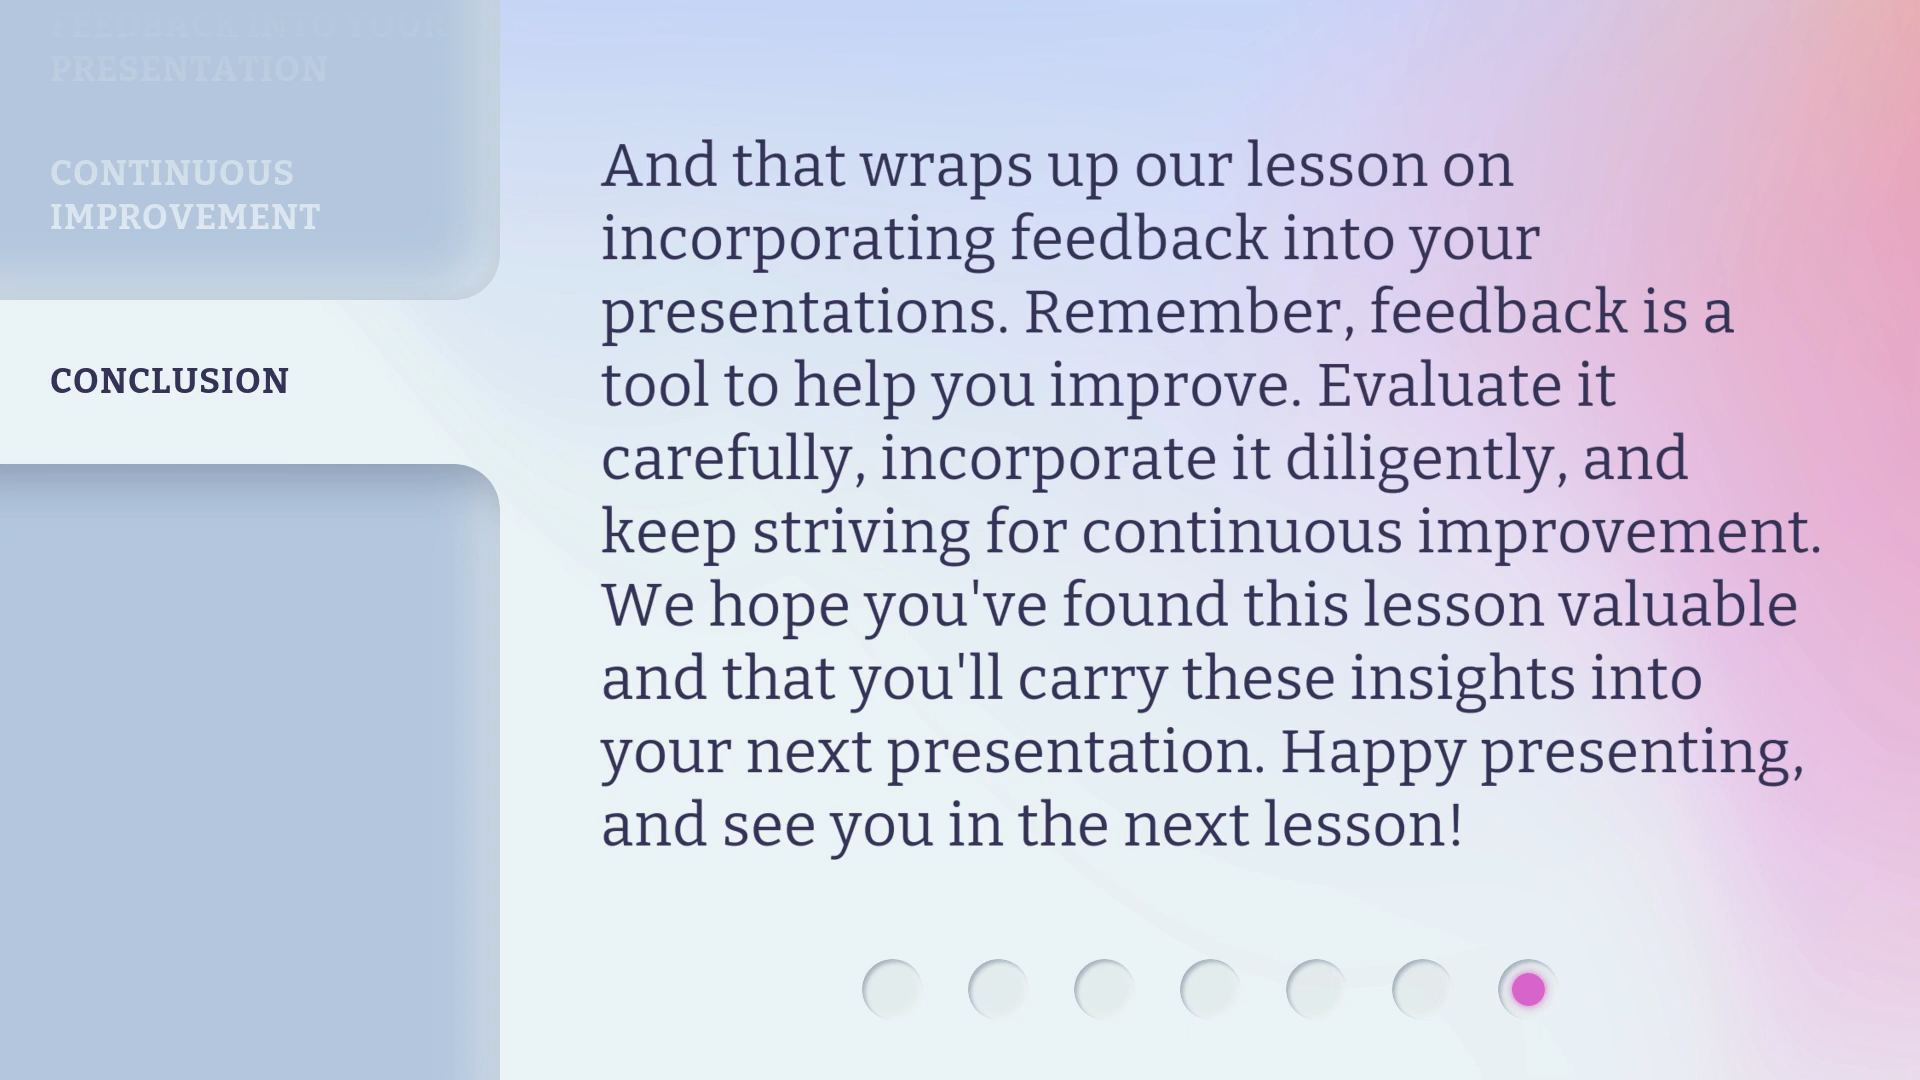 FEEDBACK INTO YOUR
PRESENTATION
CONTINUOUS
IMPROVEMENT
CONCLUSION
And that wraps up our lesson on
incorporating feedback into your
presentations. Remember, feedback is a
tool to help you improve. Evaluate it
carefully, incorporate it diligently, and
keep striving for continuous improvement.
We hope you've found this lesson valuable
and that you'll carry these insights into
your next presentation. Happy presenting,
and see you in the next lesson!